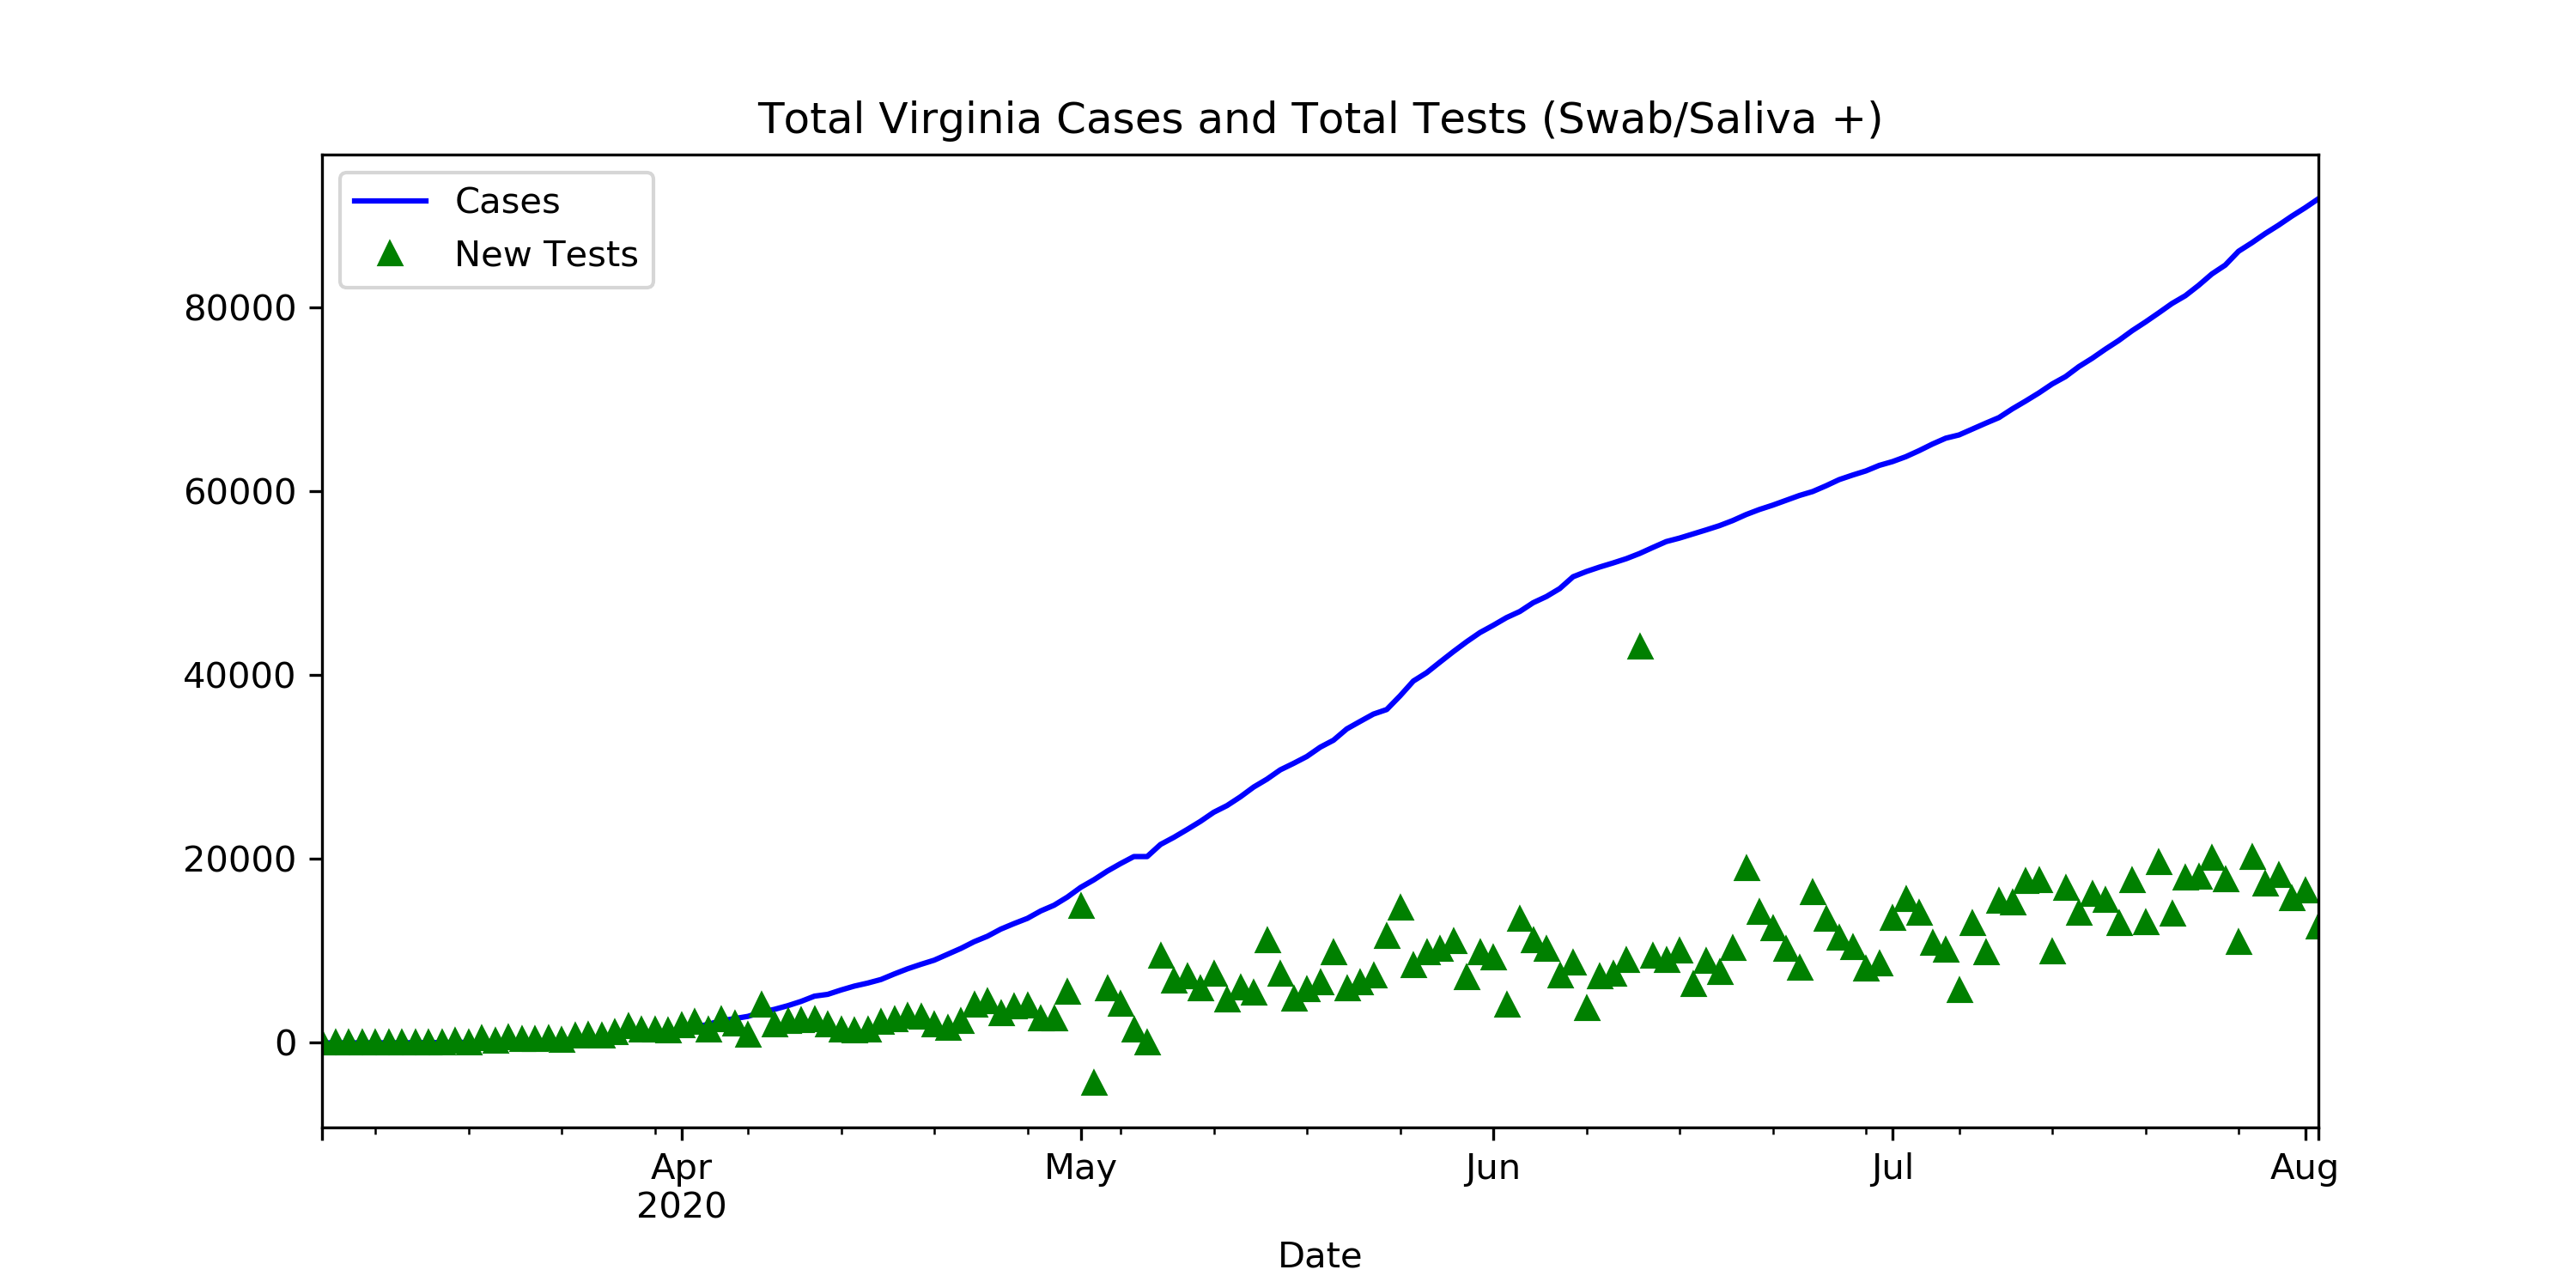 Total Virginia Cases and Total Tests (Swab/Saliva +)
Cases
New Tests
80000
60000
40000
20000
0
Apr May Jun Jul Aug
2020
Date